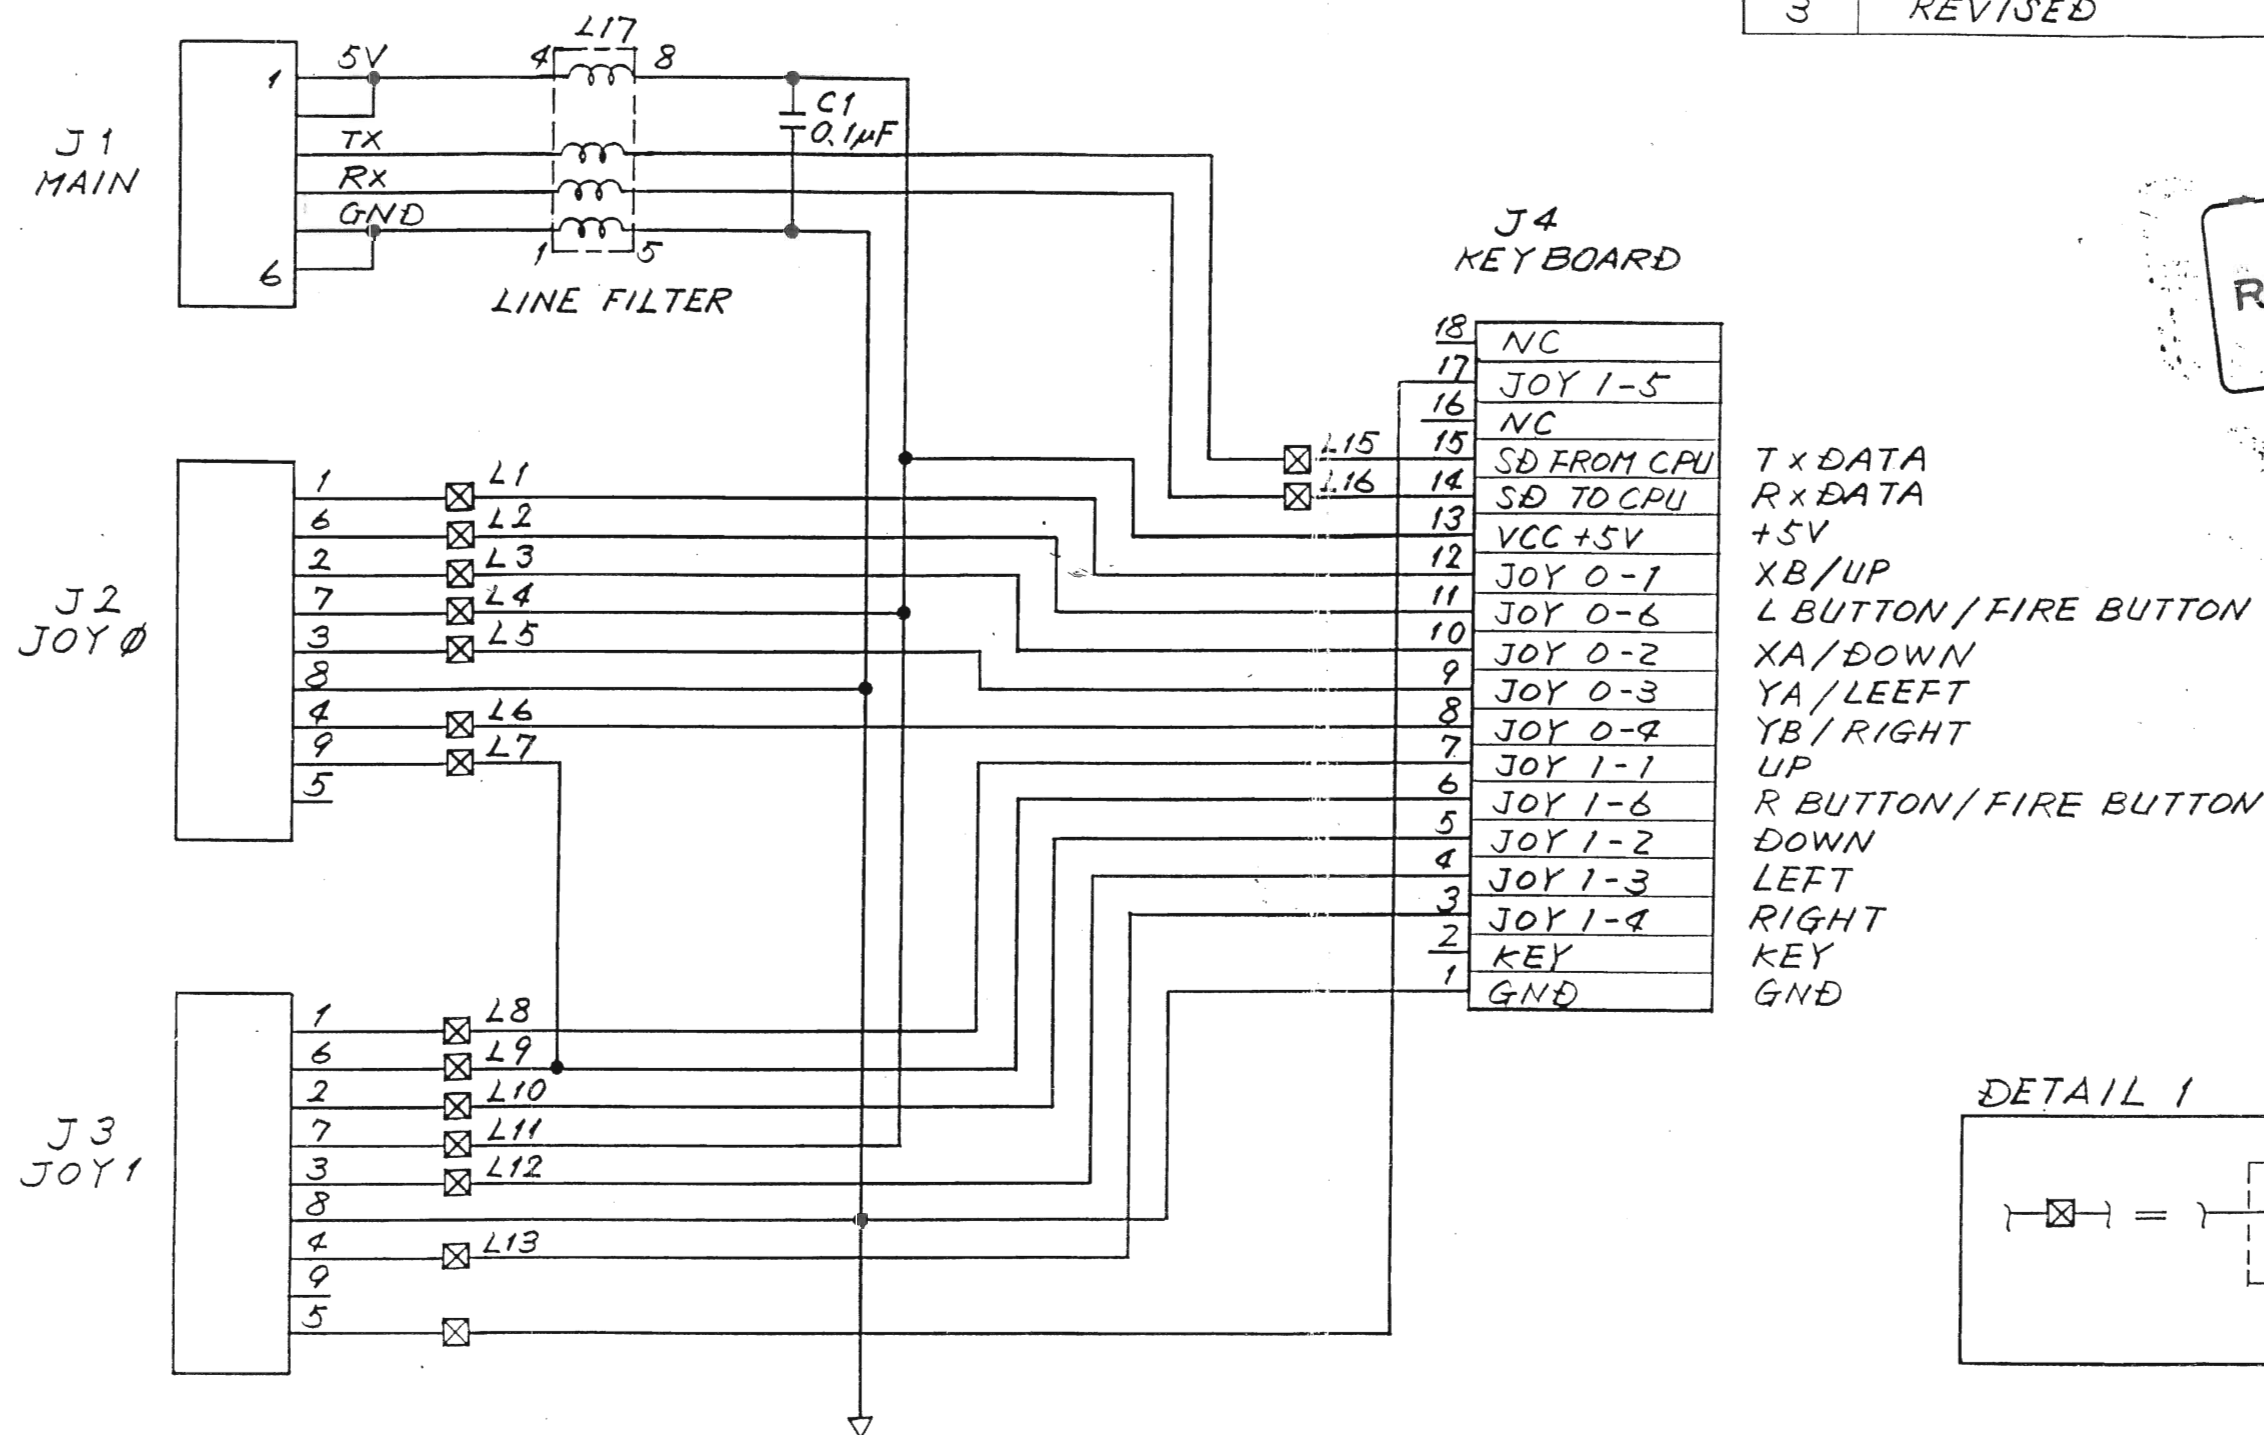 3 REVISED
L17
4 8
5V
1
C1
0.1µF
J1
MAIN
TX
RX
GND
6
1 5
LINE FILTER
J4
KEYBOARD
18 NC
17 JOY 1-5
16 NC
L15 15 SD FROM CPU TxDATA
L16 14 SD TO CPU RxDATA
13 VCC +5V +5V
12 JOY 0-1 XB/UP
11 JOY 0-6 L BUTTON/FIRE BUTTON
10 JOY 0-2 XA/DOWN
9 JOY 0-3 YA/LEEFT
8 JOY 0-4 YB/RIGHT
7 JOY 1-1 UP
6 JOY 1-6 R BUTTON/FIRE BUTTON
5 JOY 1-2 DOWN
4 JOY 1-3 LEFT
3 JOY 1-4 RIGHT
2 KEY KEY
1 GND GND
J2
JOY Ø
1 L1
6 L2
2 L3
7 L4
3 L5
8
4 L6
9 L7
5
J3
JOY 1
1 L8
6 L9
2 L10
7 L11
3 L12
8
4 L13
9
5
DETAIL 1
=